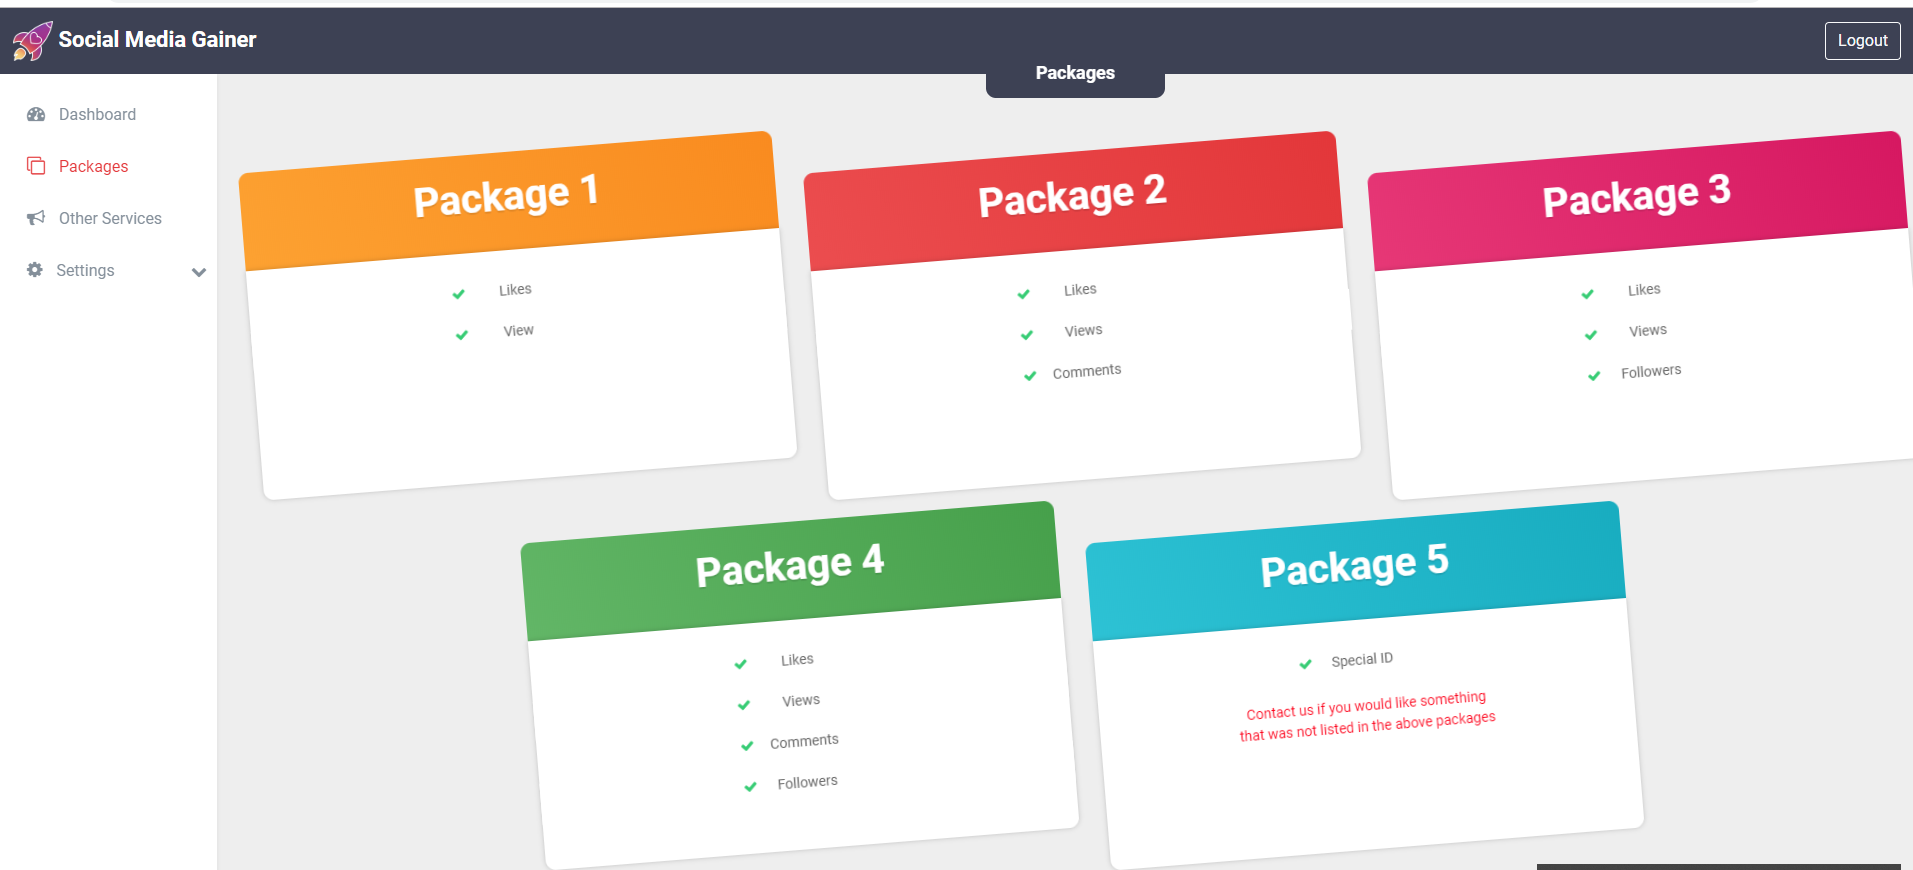 Social Media Gainer
Logout
Packages
Dashboard
Packages
Other Services
Settings
Package 1
Likes
View
Package 2
Likes
Views
Comments
Package 3
Likes
Views
Followers
Package 4
Likes
Views
Comments
Followers
Package 5
Special ID
Contact us if you would like something
that was not listed in the above packages